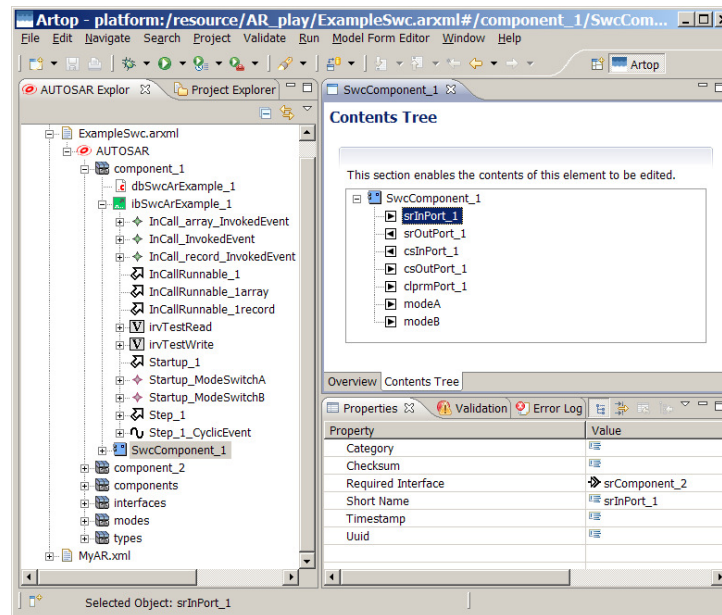 Artop - platform:/resource/AR_play/ExampleSwc.arxml#/component_1/SwcCom...
File Edit Navigate Search Project Validate Run Model Form Editor Window Help
Artop
AUTOSAR Explor
Project Explorer
ExampleSwc.arxml
AUTOSAR
component_1
dbSwcArExample_1
ibSwcArExample_1
InCall_array_InvokedEvent
InCall_InvokedEvent
InCall_record_InvokedEvent
InCallRunnable_1
InCallRunnable_1array
InCallRunnable_1record
irvTestRead
irvTestWrite
Startup_1
Startup_ModeSwitchA
Startup_ModeSwitchB
Step_1
Step_1_CyclicEvent
SwcComponent_1
component_2
components
interfaces
modes
types
MyAR.xml
SwcComponent_1
Contents Tree
This section enables the contents of this element to be edited.
SwcComponent_1
srInPort_1
srOutPort_1
csInPort_1
csOutPort_1
clprmPort_1
modeA
modeB
Overview Contents Tree
Properties Validation Error Log
Property Value
Category
Checksum
Required Interface srComponent_2
Short Name srInPort_1
Timestamp
Uuid
Selected Object: srInPort_1